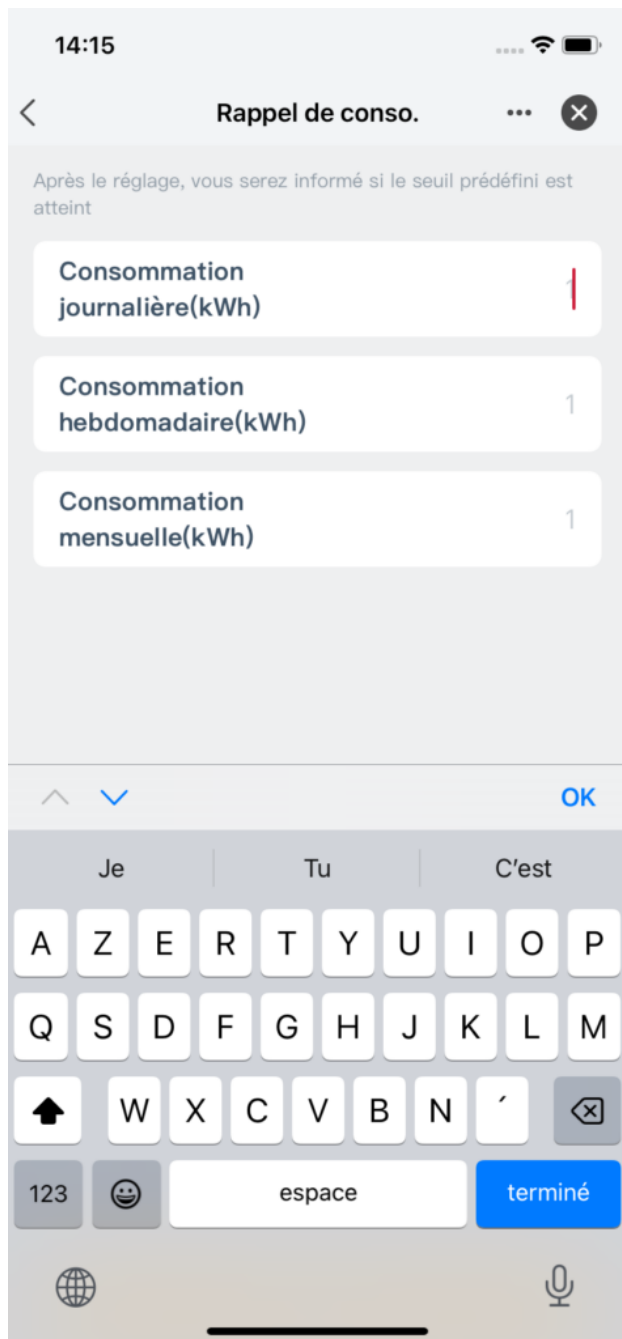 14:15
Rappel de conso.
Après le réglage, vous serez informé si le seuil prédéfini est
atteint
Consommation
journalière(kWh)
1
Consommation
hebdomadaire(kWh)
1
Consommation
mensuelle(kWh)
1
OK
Je
Tu
C'est
A Z E R T Y U I O P
Q S D F G H J K L M
W X C V B N ´
123
espace
terminé